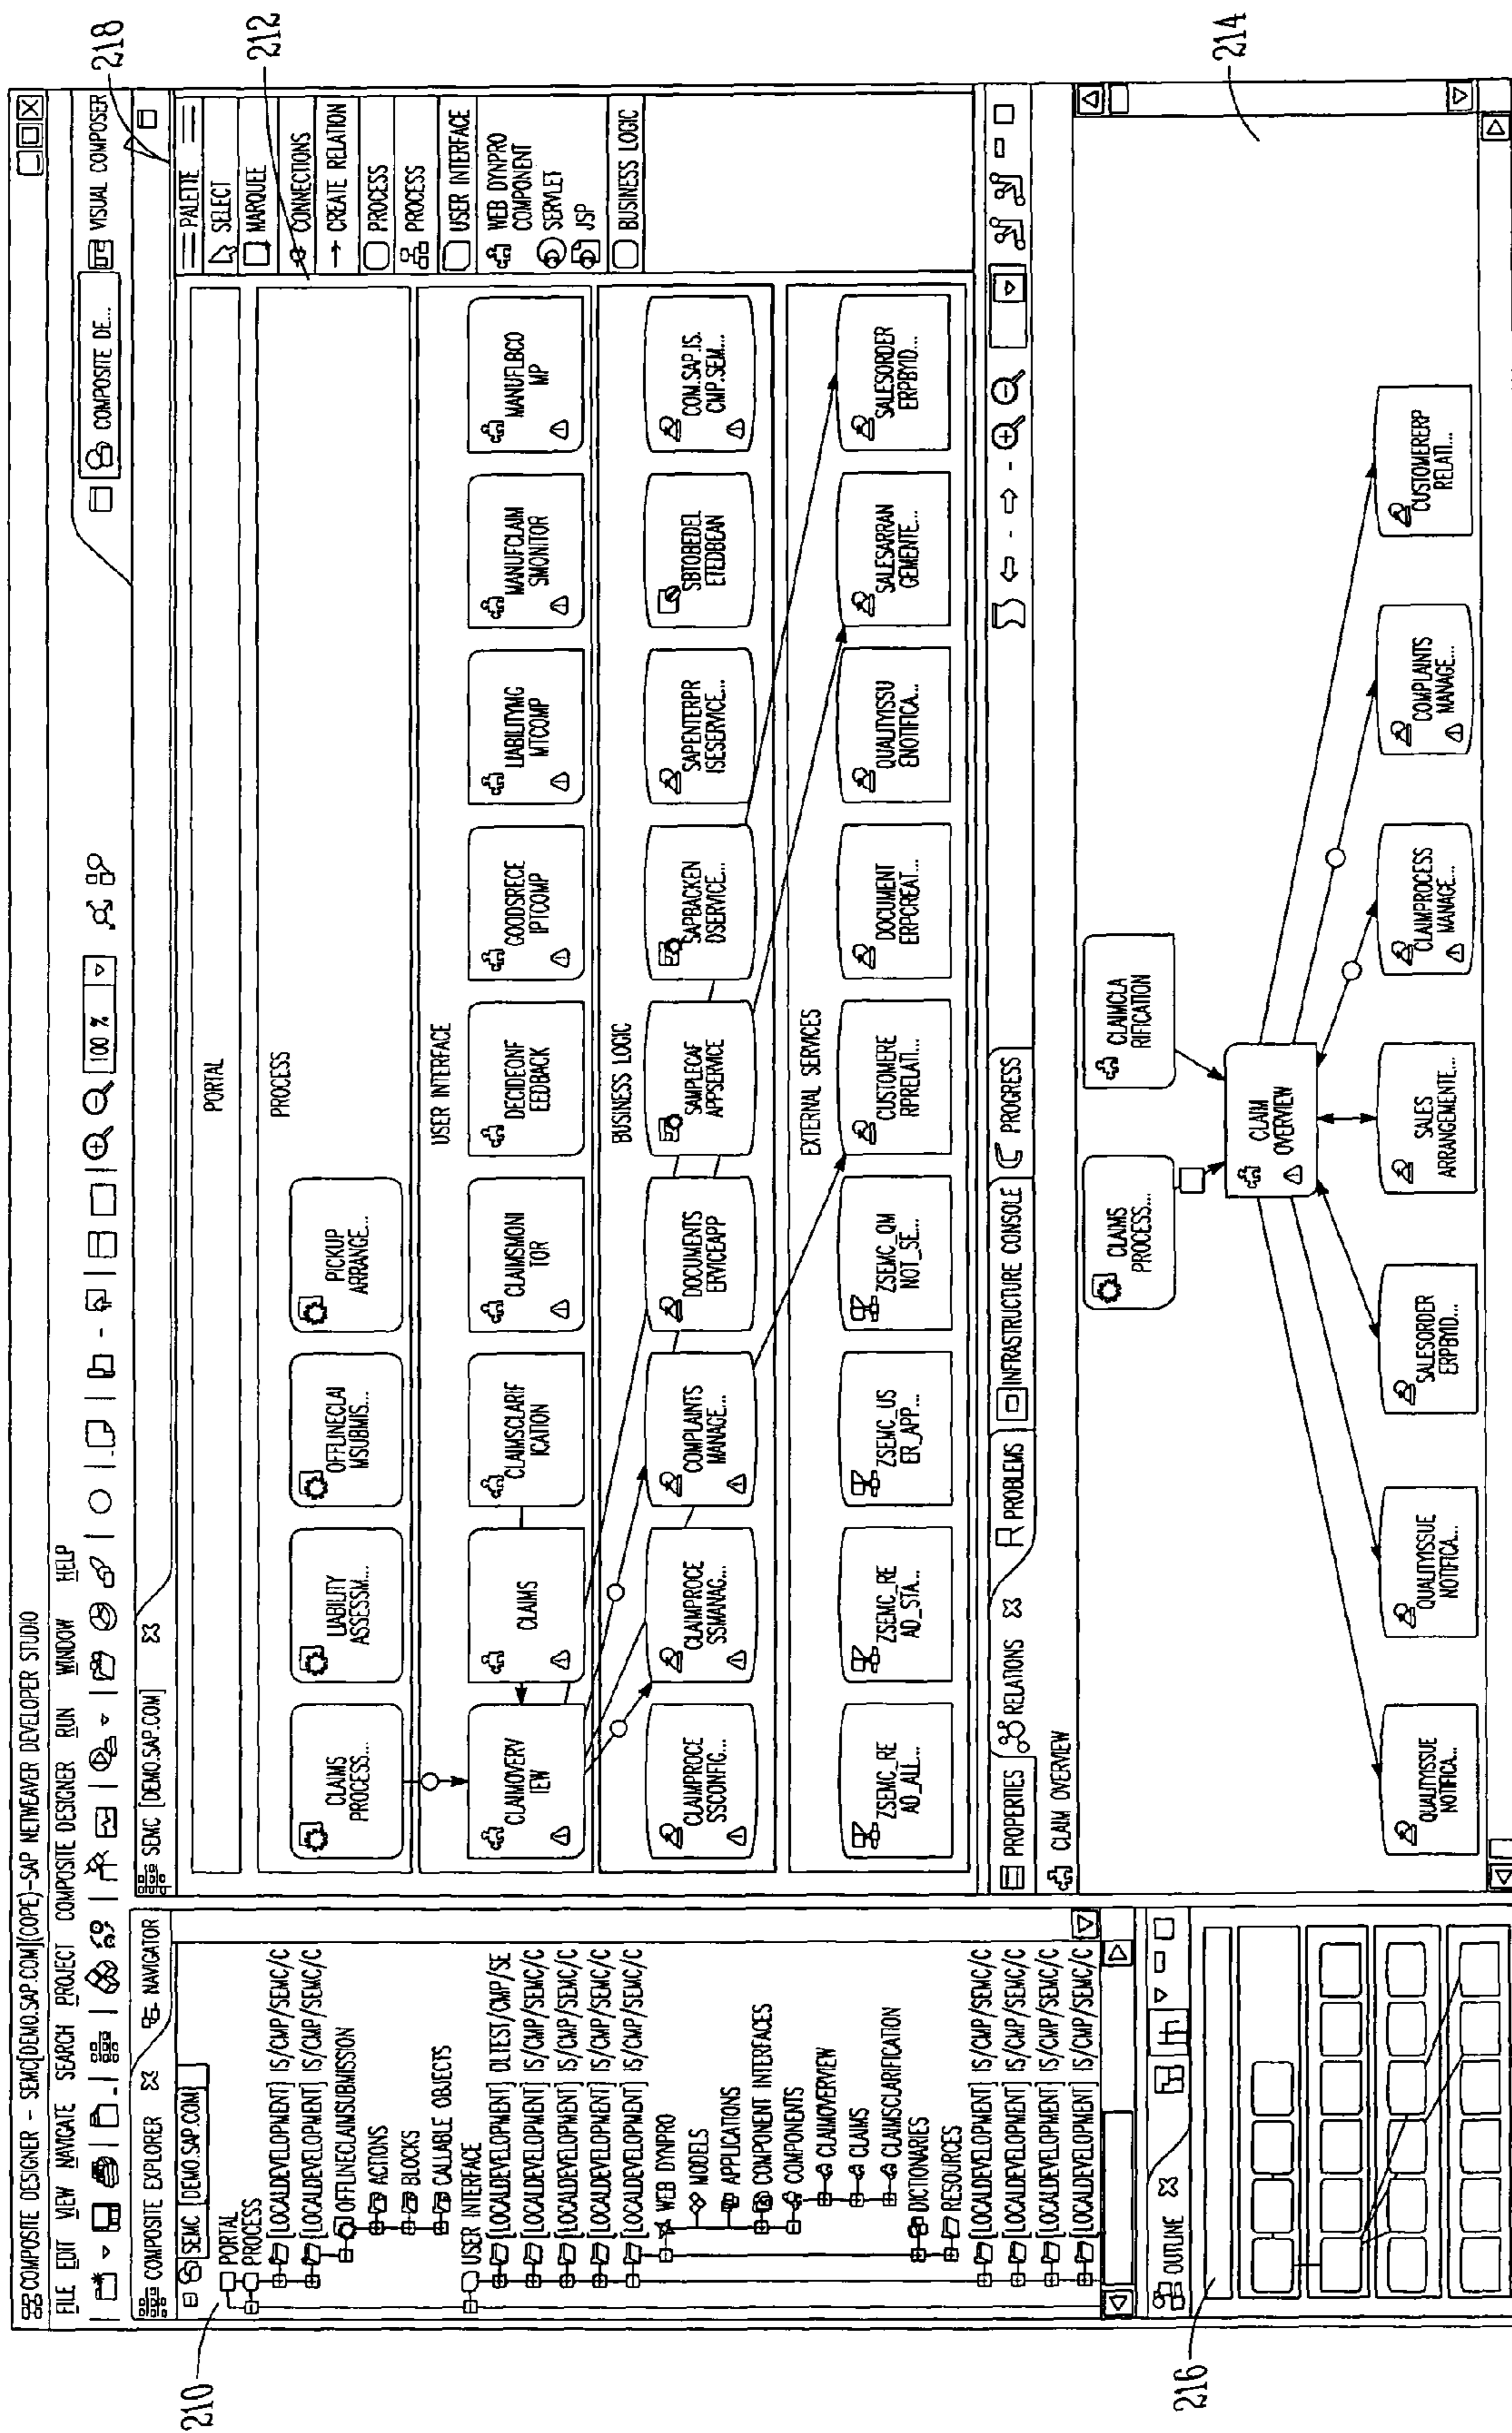 COMPOSITE DESIGNER - SEMC[DEMO.SAP.COM](COPE)-SAP NETWEAVER DEVELOPER STUDIO
FILE EDIT VIEW NAVIGATE SEARCH PROJECT COMPOSITE DESIGNER RUN WINDOW HELP
100 %
COMPOSITE DE...
VISUAL COMPOSER
218
COMPOSITE EXPLORER
NAVIGATOR
SEMC [DEMO.SAP.COM]
PORTAL
PROCESS
[LOCALDEVELOPMENT] IS/CMP/SEMC/C
[LOCALDEVELOPMENT] IS/CMP/SEMC/C
OFFLINECLAIMSUBMISSION
ACTIONS
BLOCKS
CALLABLE OBJECTS
USER INTERFACE
[LOCALDEVELOPMENT] DLTEST/CMP/SE
[LOCALDEVELOPMENT] IS/CMP/SEMC/C
[LOCALDEVELOPMENT] IS/CMP/SEMC/C
[LOCALDEVELOPMENT] IS/CMP/SEMC/C
[LOCALDEVELOPMENT] IS/CMP/SEMC/C
WEB DYNPRO
MODELS
APPLICATIONS
COMPONENT INTERFACES
COMPONENTS
CLAIMOVERVIEW
CLAIMS
CLAIMSCLARIFICATION
DICTIONARIES
RESOURCES
[LOCALDEVELOPMENT] IS/CMP/SEMC/C
[LOCALDEVELOPMENT] IS/CMP/SEMC/C
[LOCALDEVELOPMENT] IS/CMP/SEMC/C
[LOCALDEVELOPMENT] IS/CMP/SEMC/C
210
OUTLINE
216
SEMC [DEMO.SAP.COM]
PORTAL
PROCESS
CLAIMS
PROCESS...
LIABILITY
ASSESSM...
OFFLINECLAI
MSUBMIS...
PICKUP
ARRANGE...
USER INTERFACE
CLAIMOVERV
IEW
CLAIMS
CLAIMSCLARIF
ICATION
CLAIMSMONI
TOR
DECIDEONF
EEDBACK
GOODSRECE
IPTCOMP
LIABILITYMG
MTCOMP
MANUFCLAIM
SMONITOR
MANUFLBCO
MP
BUSINESS LOGIC
CLAIMPROCE
SSCONFIG...
CLAIMPROCE
SSMANAG...
COMPLAINTS
MANAGE...
DOCUMENTS
ERVICEAPP
SAMPLECAF
APPSERVICE
SAPBACKEN
DSERVICE...
SAPENTERPR
ISESERVICE...
SBTOBEDEL
ETEDBEAN
COM.SAP.IS.
CMP.SEM...
EXTERNAL SERVICES
ZSEMC_RE
AD_ALL...
ZSEMC_RE
AD_STA...
ZSEMC_US
ER_APP...
ZSEMC_QM
NOT_SE...
CUSTOMERE
RPRELATI...
DOCUMENT
ERPCREAT...
QUALITYISSU
ENOTIFICA...
SALESARRAN
GEMENTE...
SALESORDER
ERPBYID...
212
PALETTE
SELECT
MARQUEE
CONNECTIONS
CREATE RELATION
PROCESS
PROCESS
USER INTERFACE
WEB DYNPRO
COMPONENT
SERVLET
JSP
BUSINESS LOGIC
PROPERTIES
RELATIONS
PROBLEMS
INFRASTRUCTURE CONSOLE
PROGRESS
CLAIM OVERVIEW
CLAIMS
PROCESS...
CLAIMCLA
RIFICATION
CLAIM
OVERVIEW
QUALITYISSUE
NOTIFICA...
QUALITYISSUE
NOTIFICA...
SALESORDER
ERPBYID...
SALES
ARRANGEMENTE...
CLAIMPROCESS
MANAGE...
COMPLAINTS
MANAGE...
CUSTOMERERP
RELATI...
214